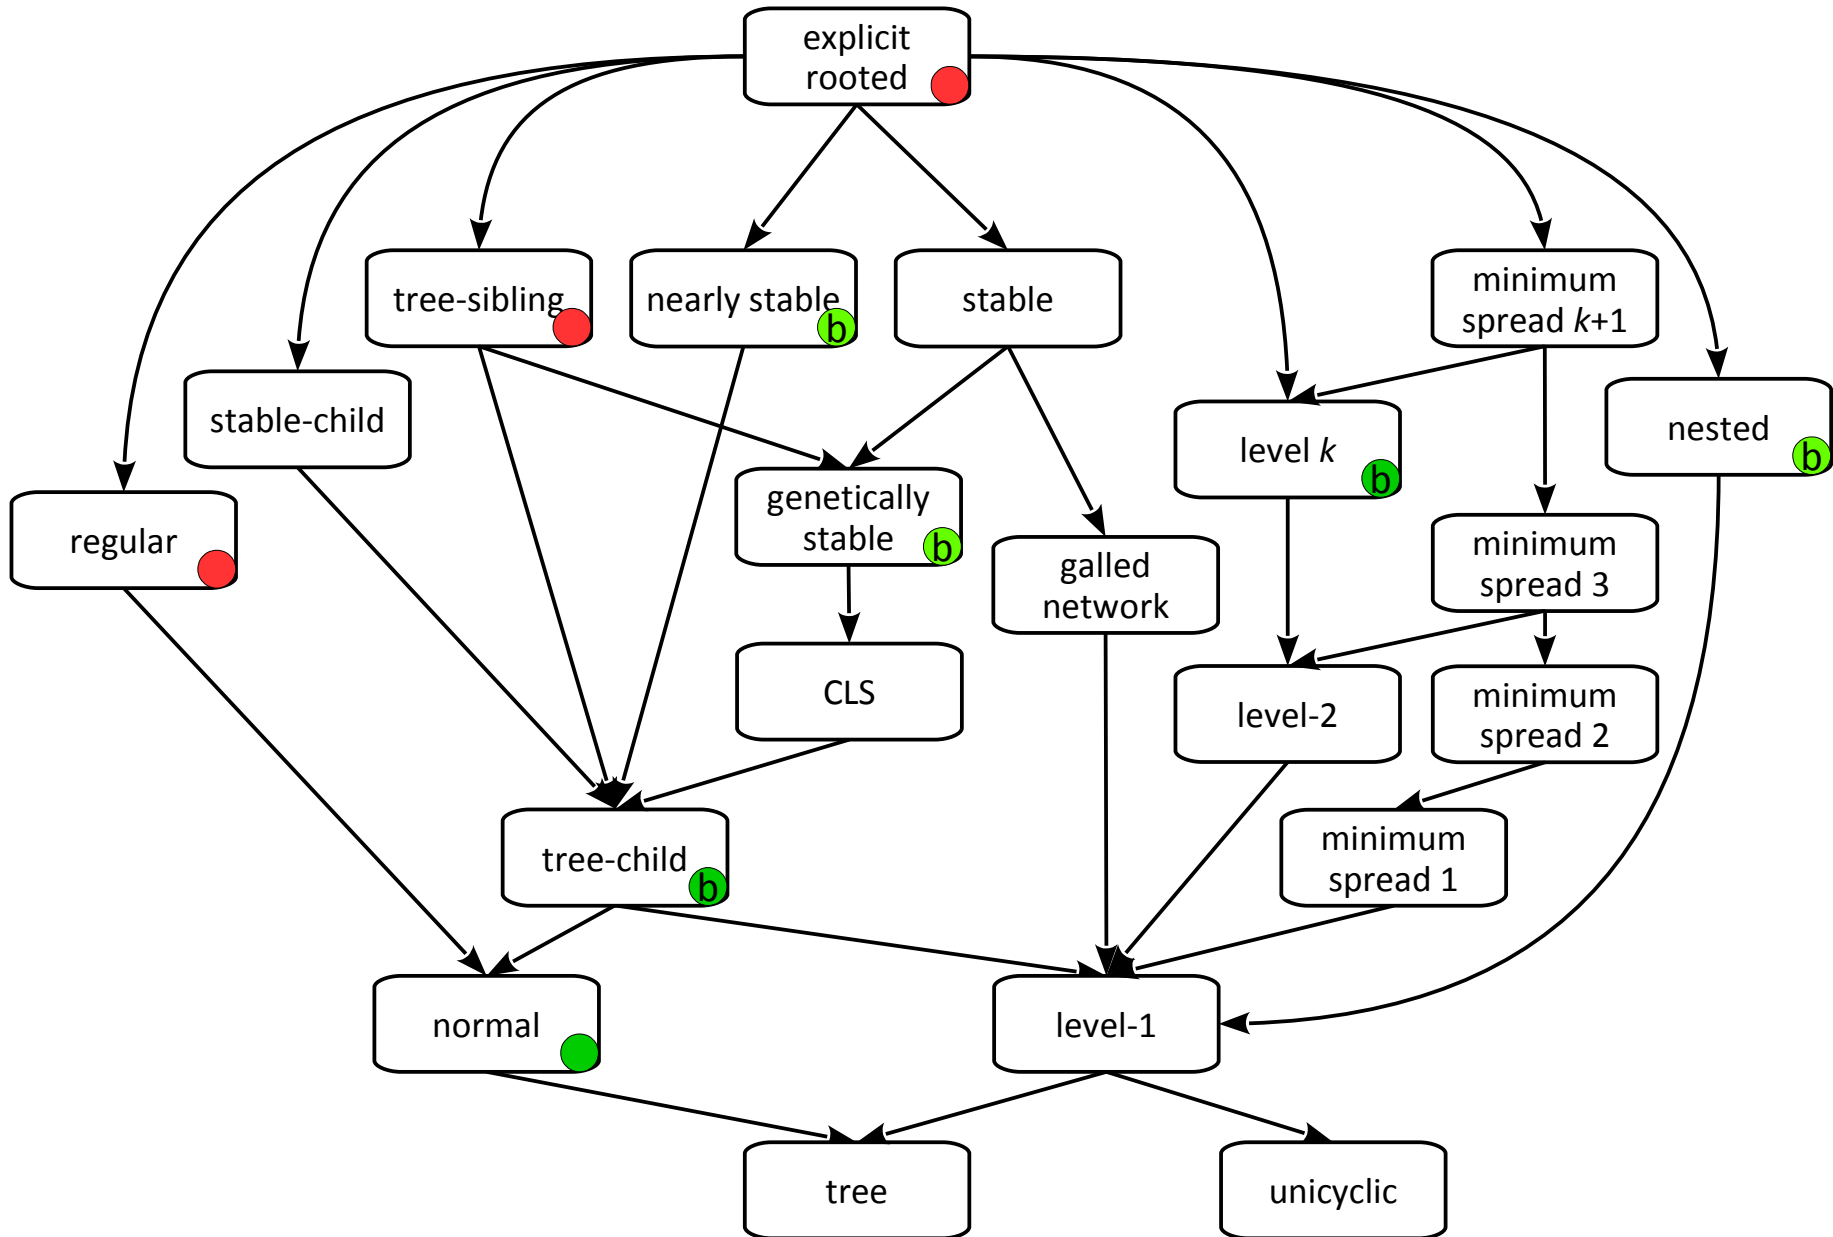 explicit
rooted
tree-sibling
nearly stable
b
stable
minimum
spread k+1
stable-child
level k
b
nested
b
regular
genetically
stable
b
galled
network
minimum
spread 3
CLS
level-2
minimum
spread 2
tree-child
b
minimum
spread 1
normal
level-1
tree
unicyclic